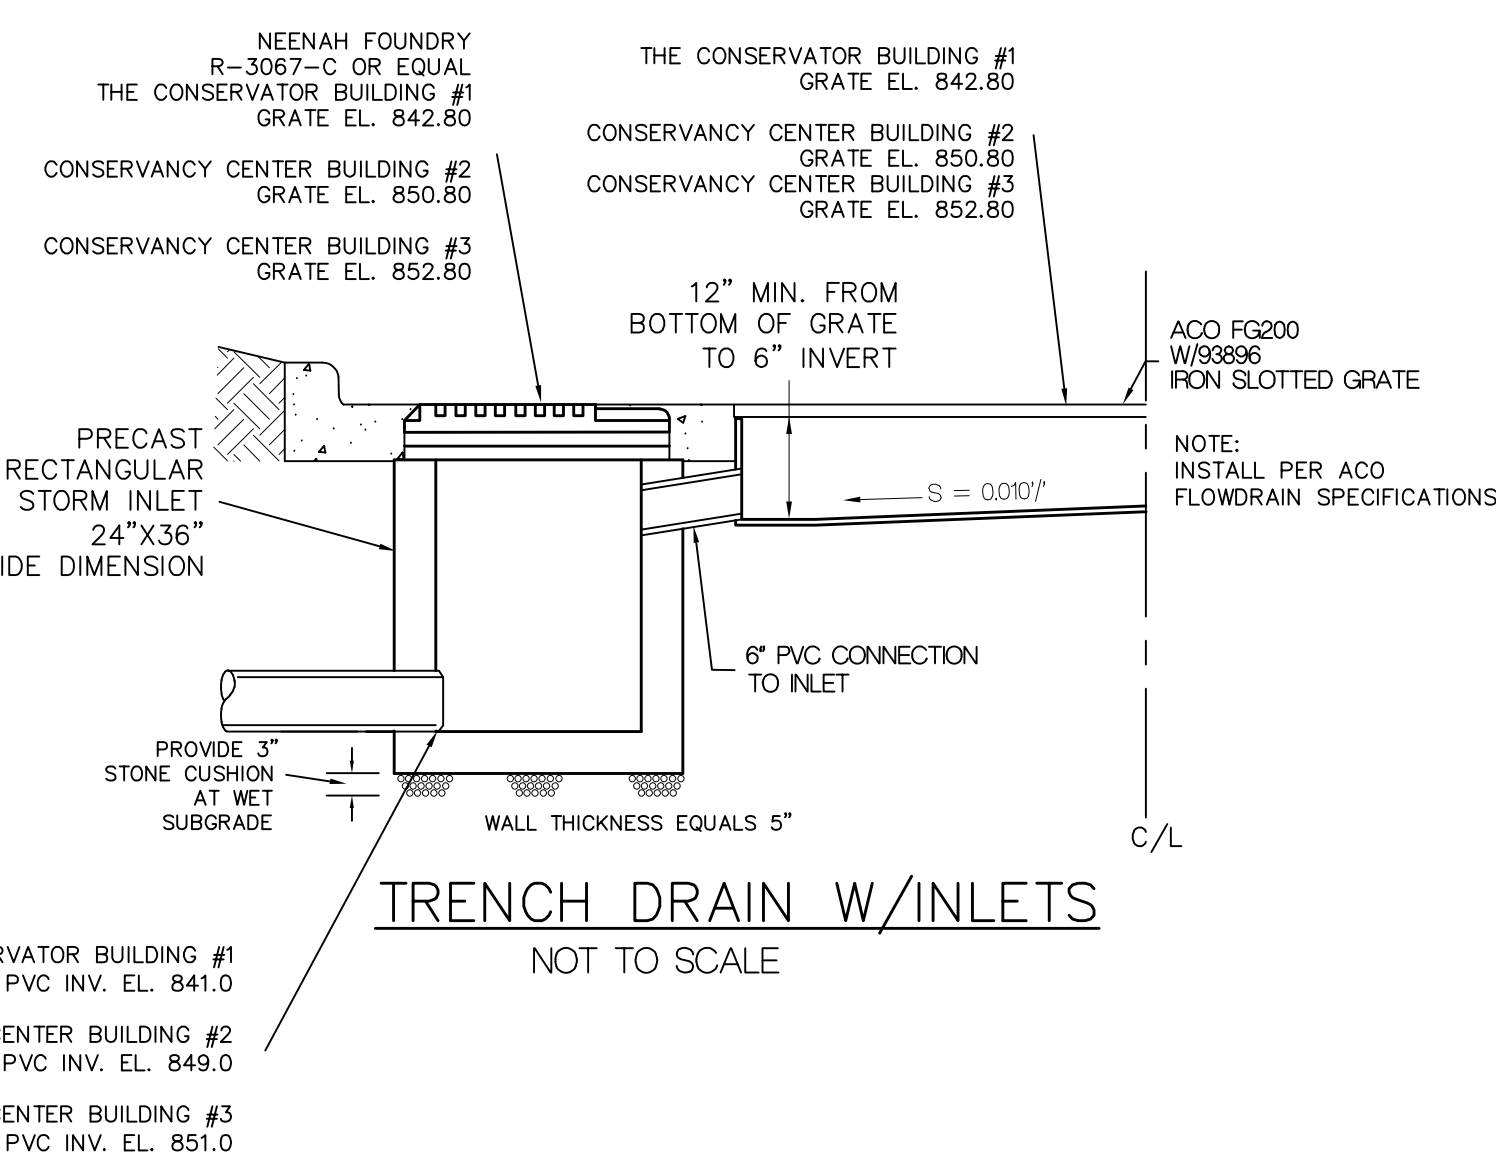 NEENAH FOUNDRY
R-3067-C OR EQUAL
THE CONSERVATOR BUILDING #1
GRATE EL. 842.80
CONSERVANCY CENTER BUILDING #2
GRATE EL. 850.80
CONSERVANCY CENTER BUILDING #3
GRATE EL. 852.80
THE CONSERVATOR BUILDING #1
GRATE EL. 842.80
CONSERVANCY CENTER BUILDING #2
GRATE EL. 850.80
CONSERVANCY CENTER BUILDING #3
GRATE EL. 852.80
12" MIN. FROM
BOTTOM OF GRATE
TO 6" INVERT
ACO FG200
W/93896
IRON SLOTTED GRATE
NOTE:
INSTALL PER ACO
FLOWDRAIN SPECIFICATIONS
PRECAST
RECTANGULAR
STORM INLET
24"X36"
IDE DIMENSION
S = 0.010'/'
6" PVC CONNECTION
TO INLET
PROVIDE 3"
STONE CUSHION
AT WET
SUBGRADE
WALL THICKNESS EQUALS 5"
C/L
TRENCH DRAIN W/INLETS
NOT TO SCALE
RVATOR BUILDING #1
PVC INV. EL. 841.0
CENTER BUILDING #2
PVC INV. EL. 849.0
CENTER BUILDING #3
PVC INV. EL. 851.0